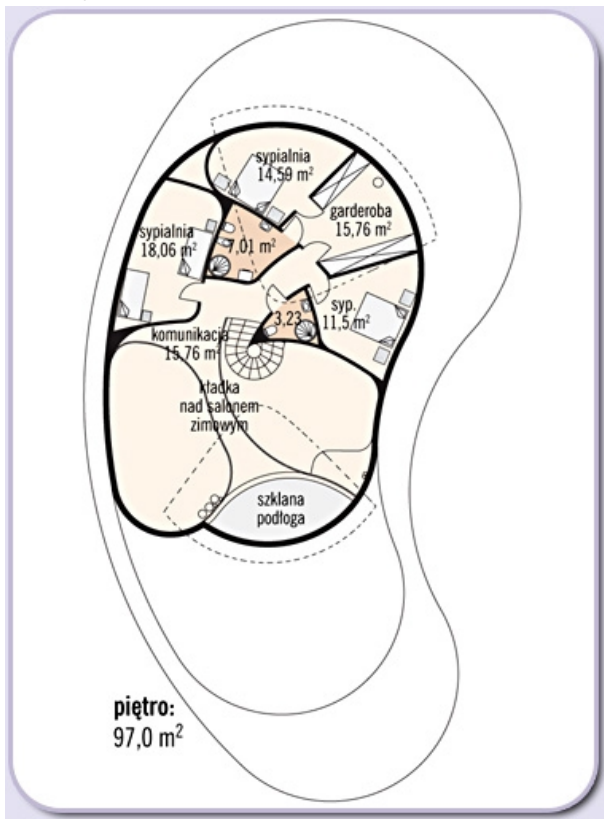 sypialnia
14,59 m²
garderoba
15,76 m²
sypialnia
18,06 m²
7,01 m²
syp.
11,5 m²
3,23
komunikacja
15,76 m²
kładka
nad salonem
zimowym
szklana
podłoga
piętro:
97,0 m²